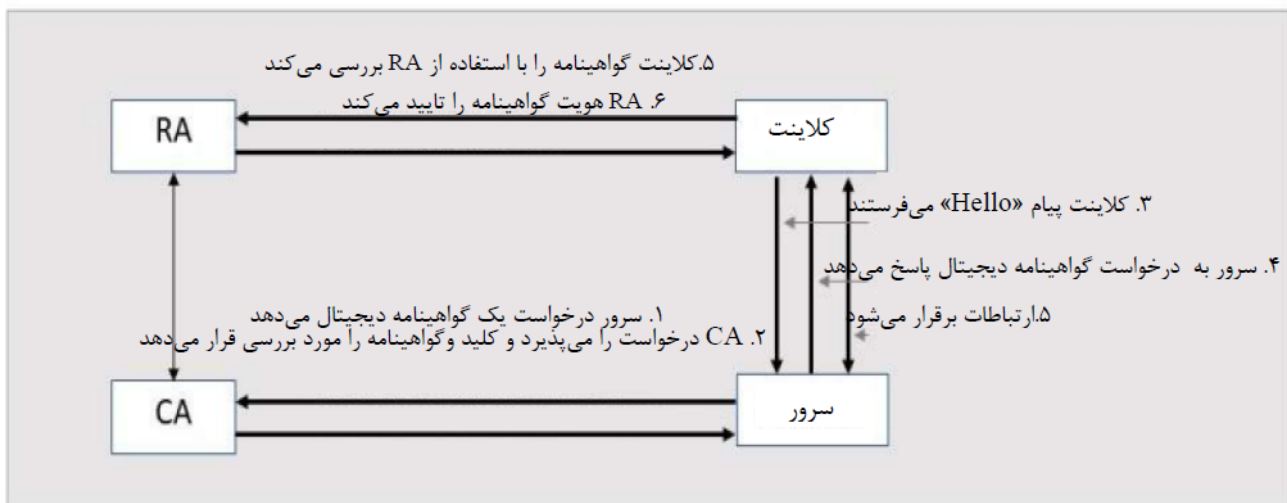 ۵.کلاینت گواهینامه را با استفاده از RA بررسی می‌کند
۶. RA هویت گواهینامه را تایید می‌کند
RA
کلاینت
۳. کلاینت پیام «Hello» می‌فرستند
۴. سرور به درخواست گواهینامه دیجیتال پاسخ می‌دهد
۵.ارتباطات برقرار می‌شود
۱. سرور درخواست یک گواهینامه دیجیتال می‌دهد
۲. CA درخواست را می‌پذیرد و کلید وگواهینامه را مورد بررسی قرار می‌دهد
CA
سرور